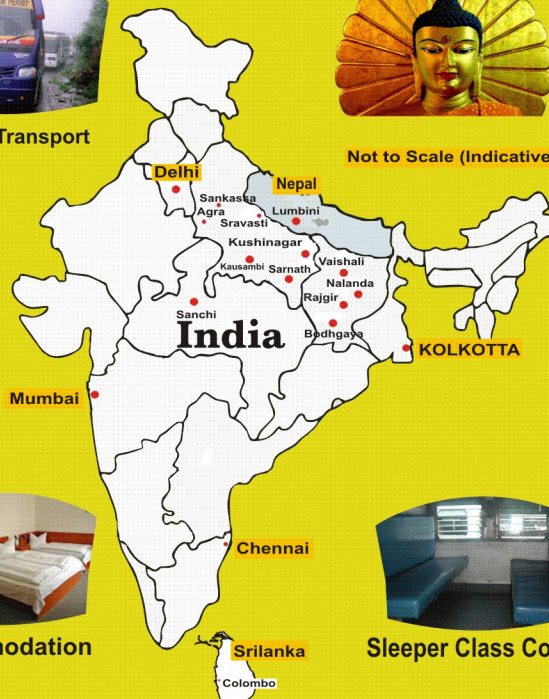 Transport
Not to Scale (Indicative
Delhi
Nepal
Sankassa
Agra
Lumbini
Sravasti
Kushinagar
Kausambi
Sarnath
Vaishali
Nalanda
Rajgir
Sanchi
Bodhgaya
India
KOLKOTTA
Mumbai
Chennai
nodation
Srilanka
Sleeper Class Co
Colombo